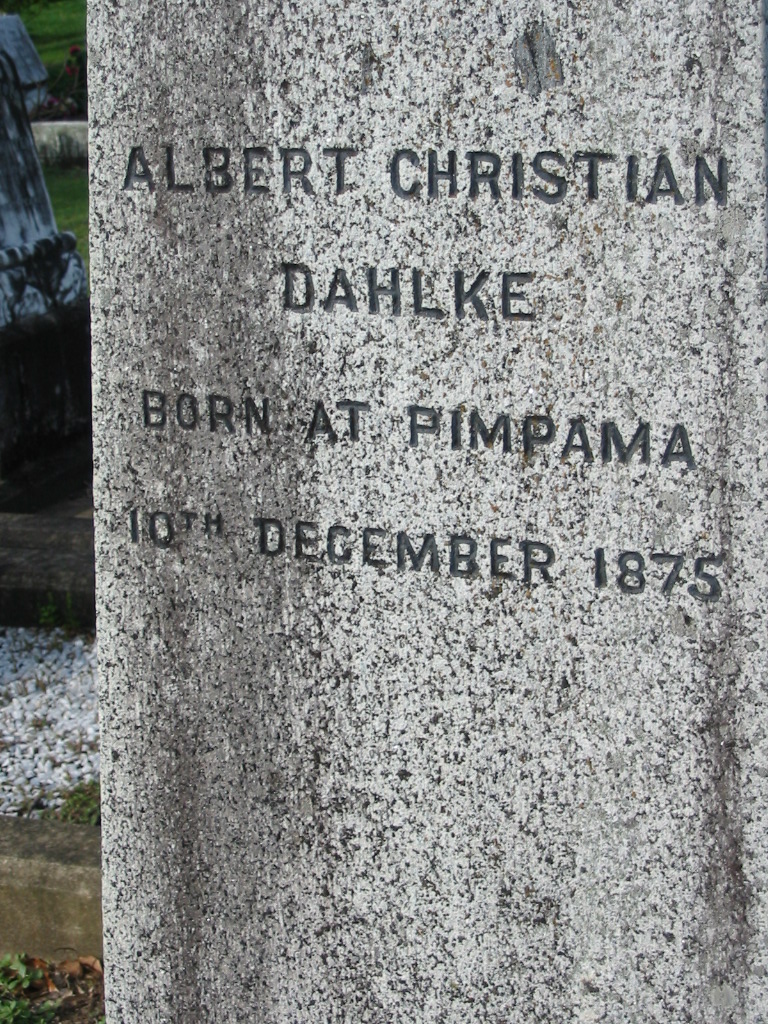 ALBERT CHRISTIAN
DAHLKE
BORN AT PIMPAMA
10TH DECEMBER 1875